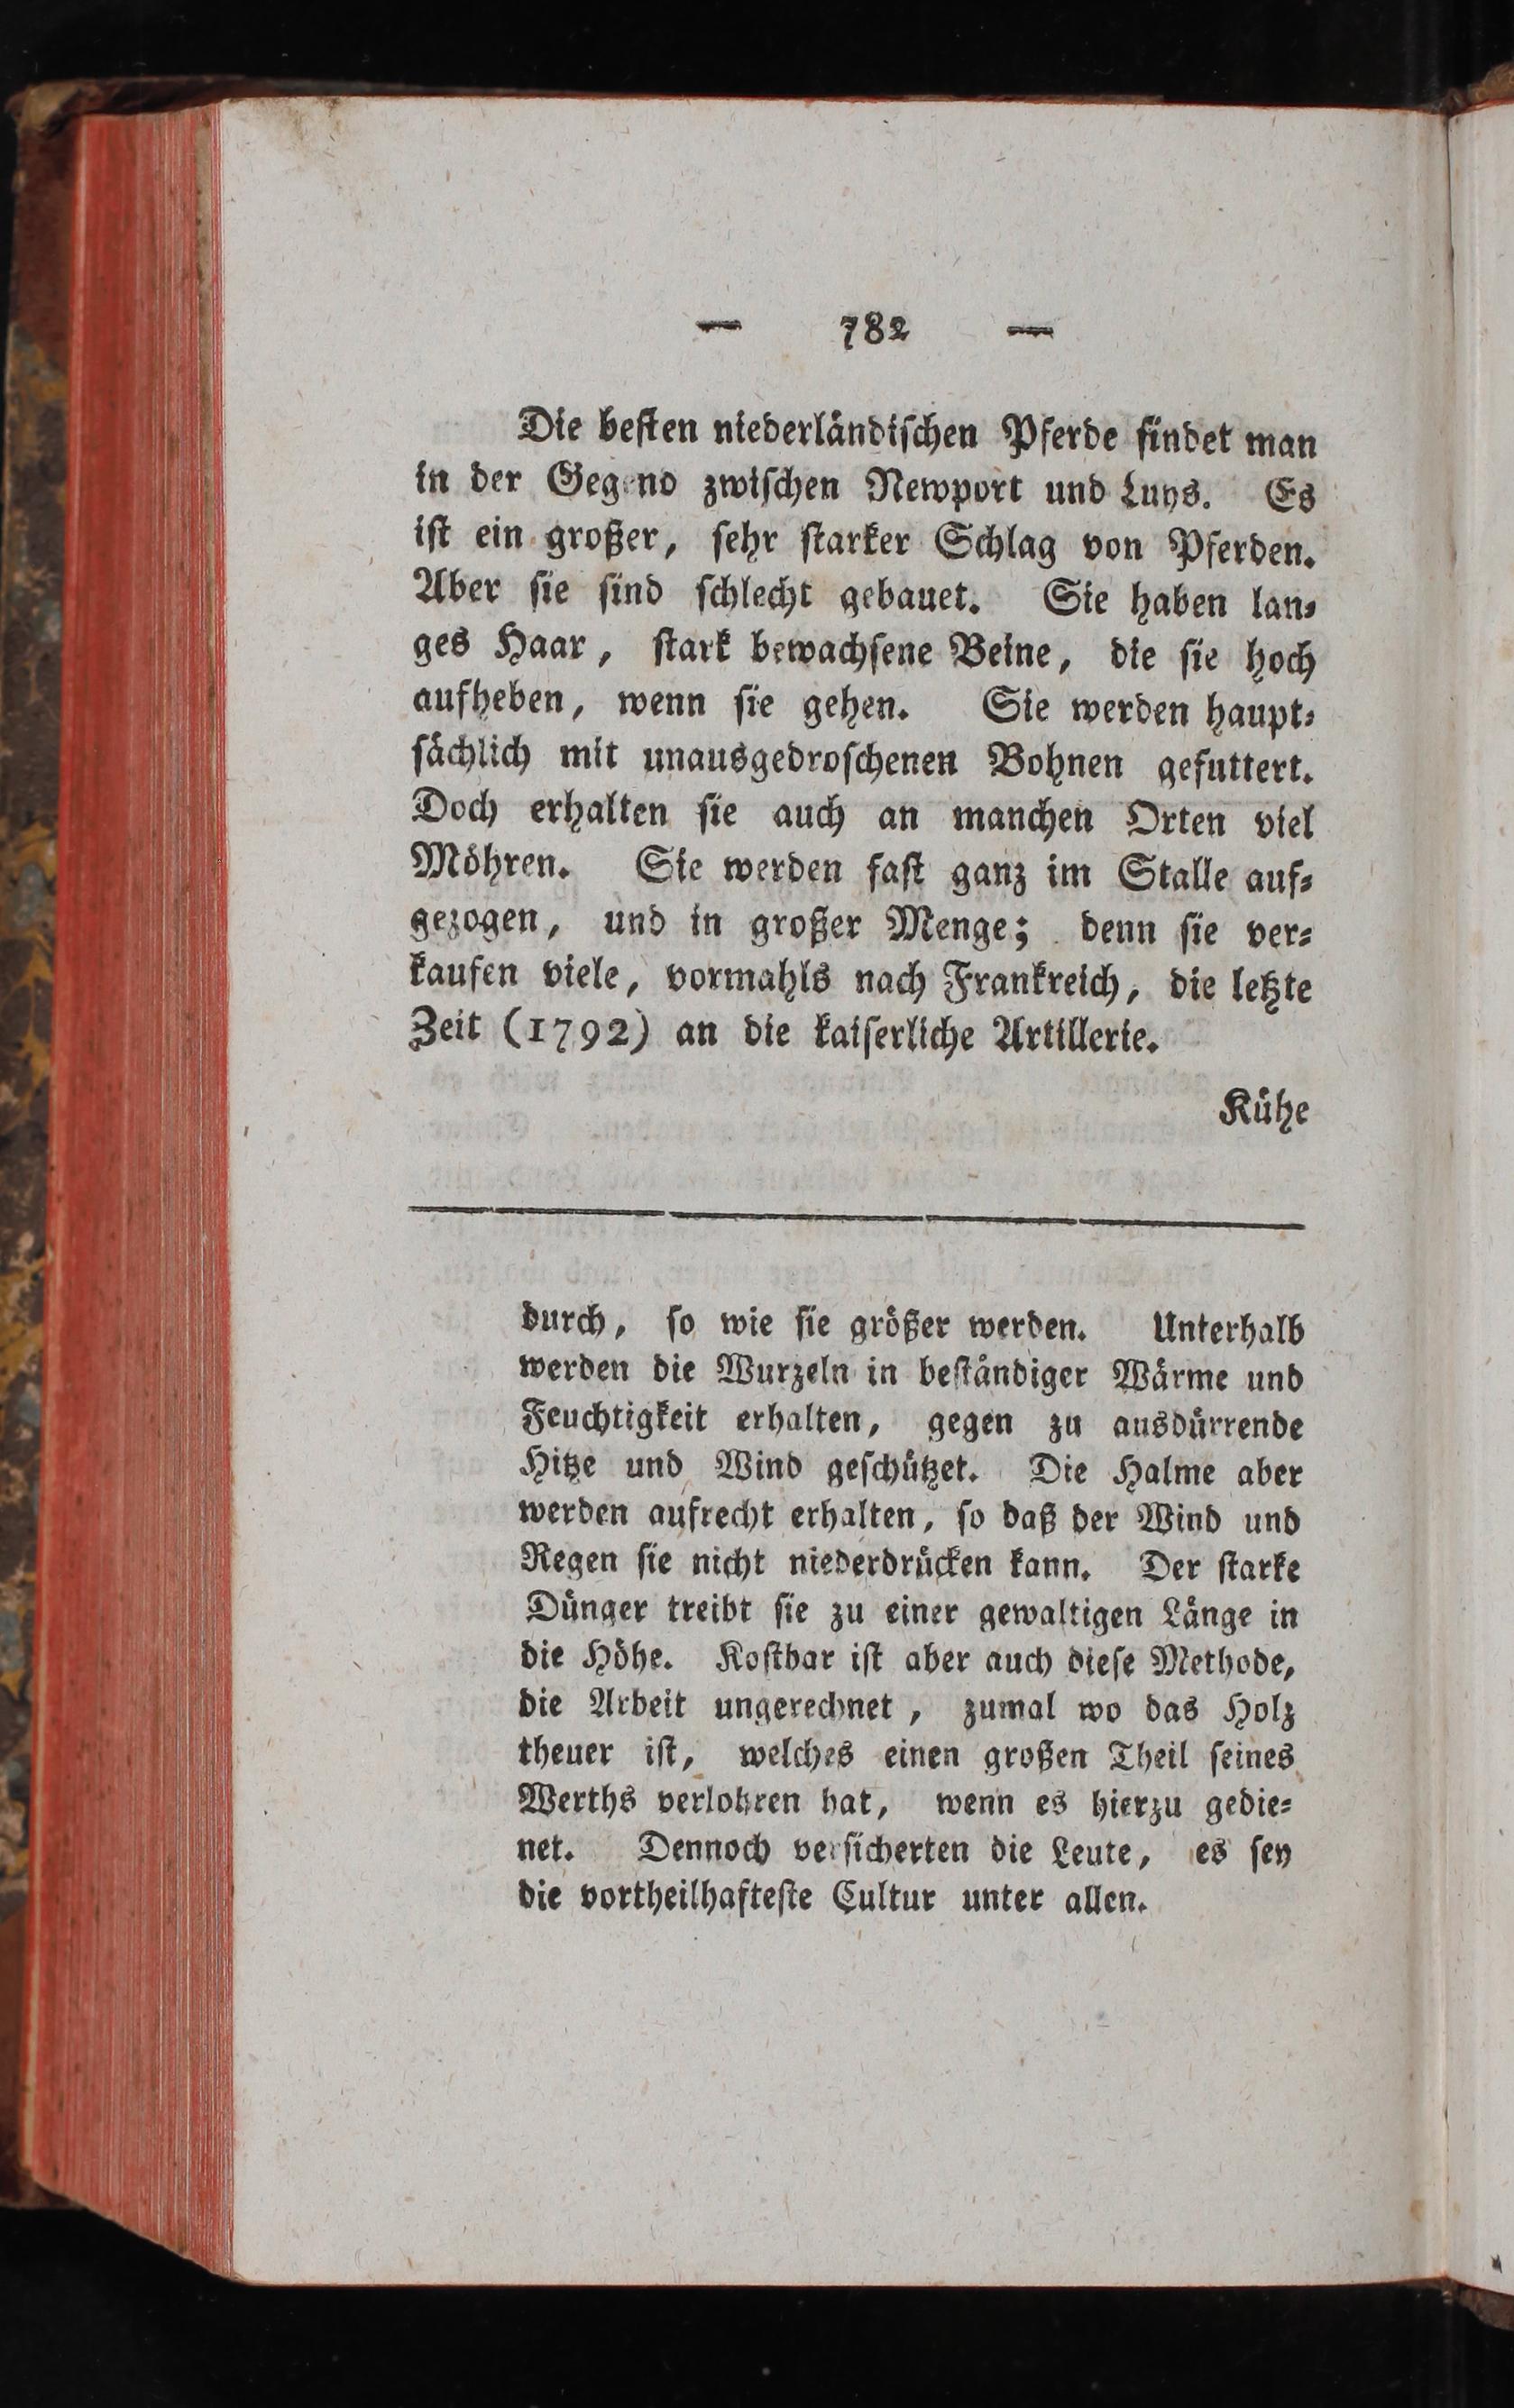 — 782 —
Die beſten niederländiſchen Pferde findet man
in der Gegend zwiſchen Newport und Luys. Es
iſt ein großer, ſehr ſtarker Schlag von Pferden.
Aber ſie ſind ſchlecht gebauet. Sie haben lan⸗
ges Haar, ſtark bewachſene Beine, die ſie hoch
aufheben, wenn ſie gehen. Sie werden haupt⸗
ſächlich mit unausgedroſchenen Bohnen gefuttert.
Doch erhalten ſie auch an manchen Orten viel
Möhren. Sie werden faſt ganz im Stalle auf⸗
gezogen, und in großer Menge; denn ſie ver⸗
kaufen viele, vormahls nach Frankreich, die letzte
Zeit (1792) an die kaiſerliche Artillerie.
Kühe
durch, ſo wie ſie größer werden. Unterhalb
werden die Wurzeln in beſtändiger Wärme und
Feuchtigkeit erhalten, gegen zu ausdürrende
Hitze und Wind geſchützet. Die Halme aber
werden aufrecht erhalten, ſo daß der Wind und
Regen ſie nicht niederdrücken kann. Der ſtarke
Dünger treibt ſie zu einer gewaltigen Länge in
die Höhe. Koſtbar iſt aber auch dieſe Methode,
die Arbeit ungerechnet, zumal wo das Holz
theuer iſt, welches einen großen Theil ſeines
Werths verlohren hat, wenn es hierzu gedie⸗
net. Dennoch verſicherten die Leute, es ſey
die vortheilhafteſte Cultur unter allen.